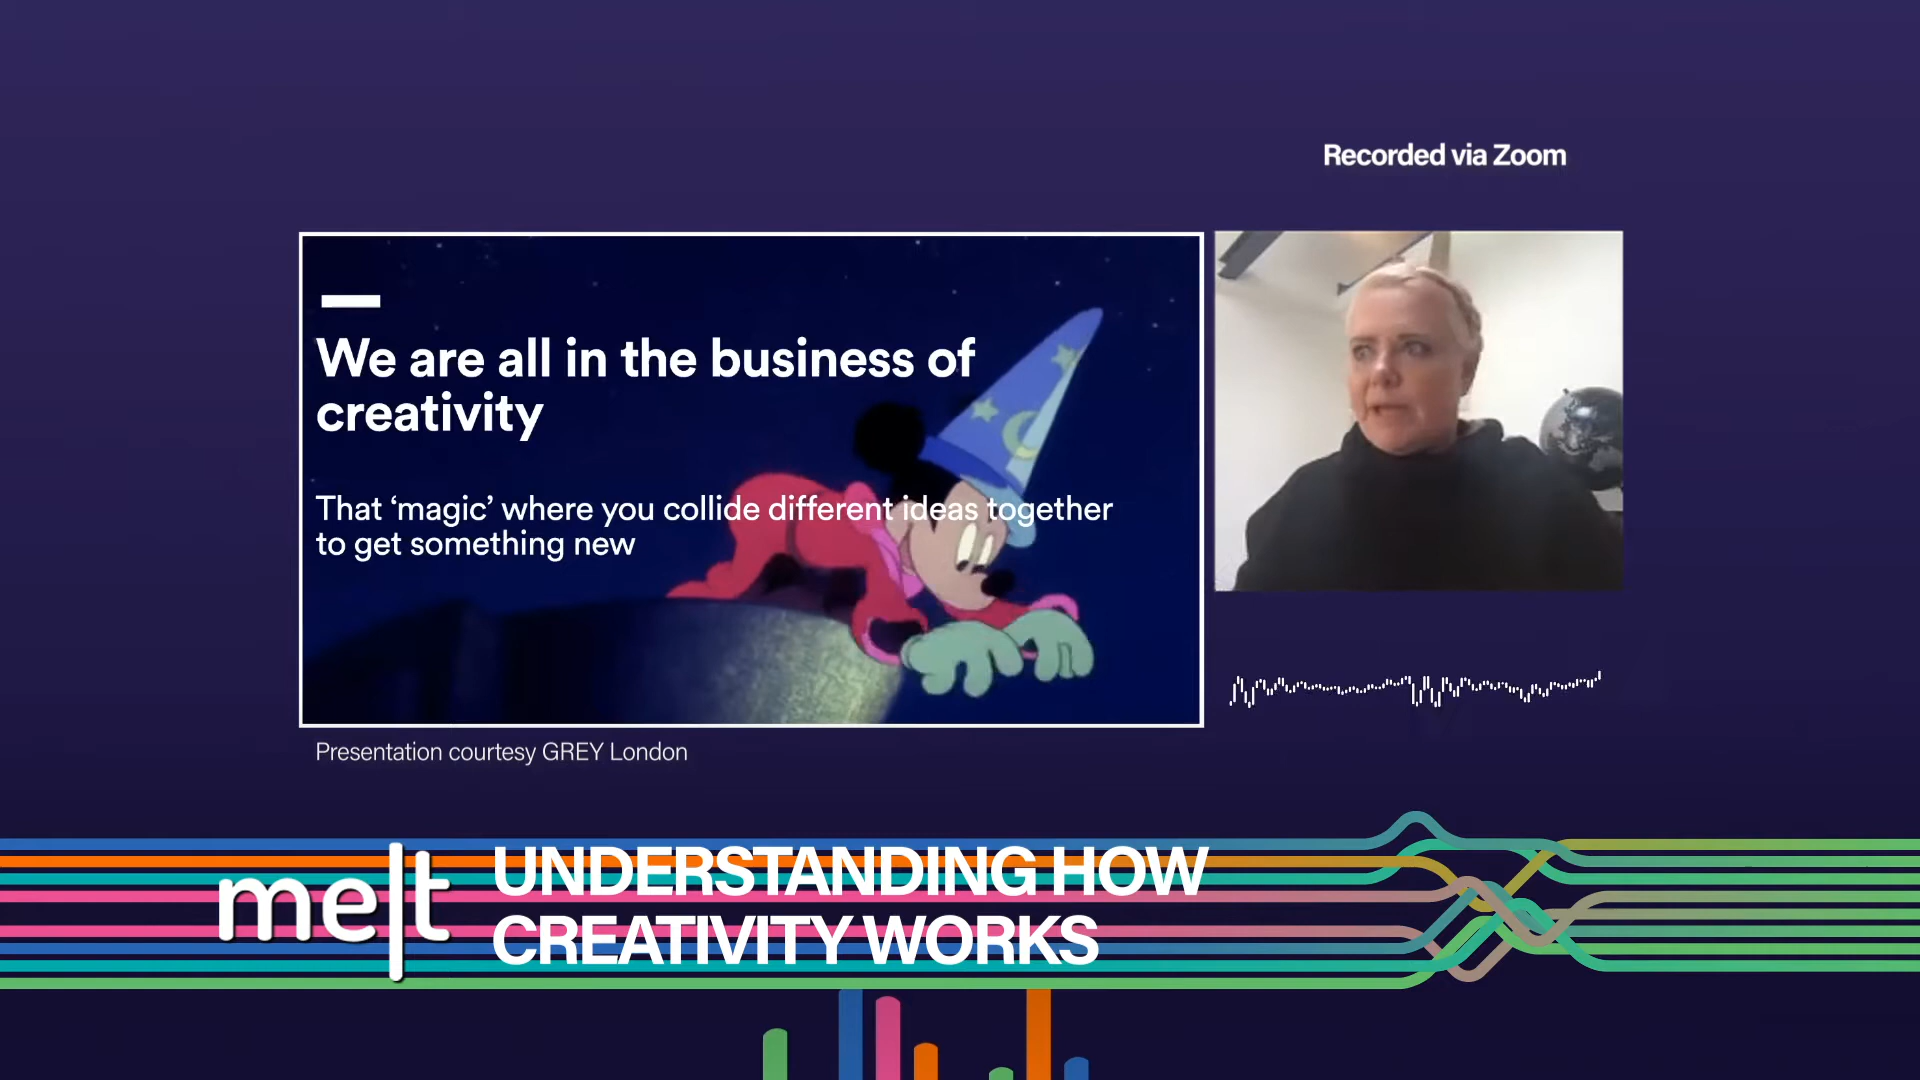 Recorded via Zoom
We are all in the business of
creativity
That ‘magic’ where you collide different ideas together
to get something new
Presentation courtesy GREY London
me|t
UNDERSTANDING HOW
CREATIVITY WORKS